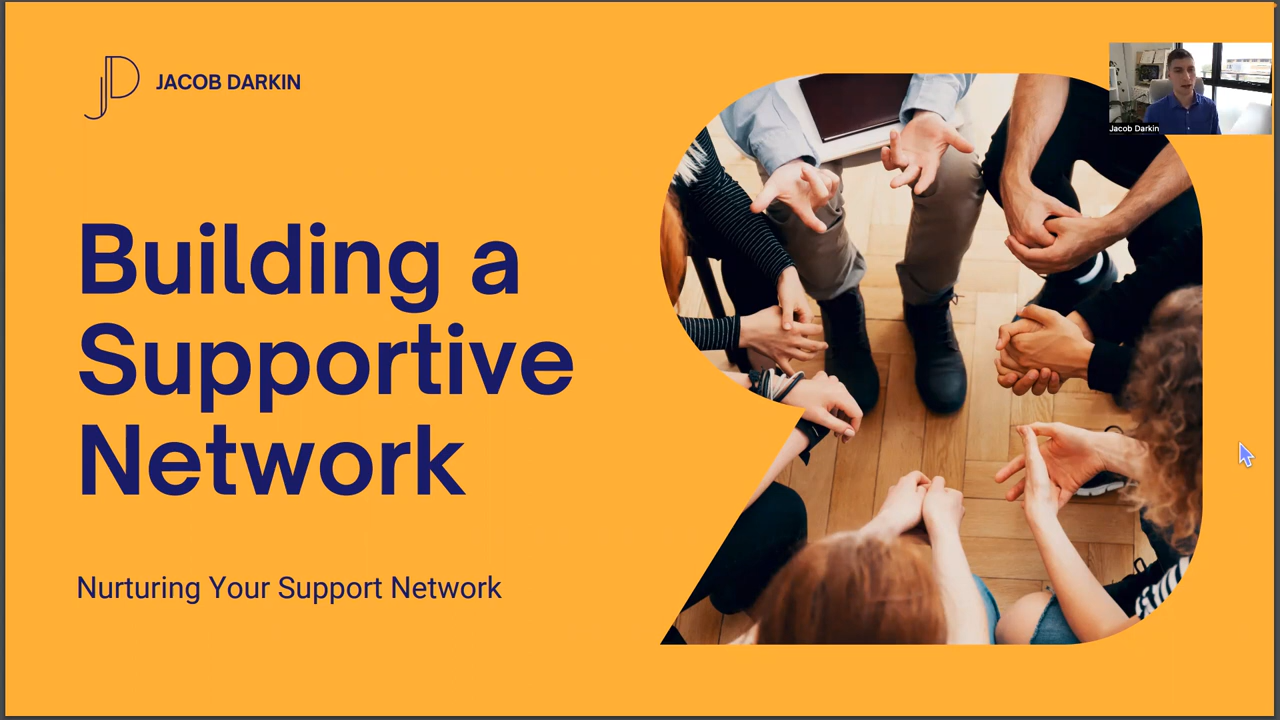 JD JACOB DARKIN
Jacob Darkin
Building a
Supportive
Network
Nurturing Your Support Network